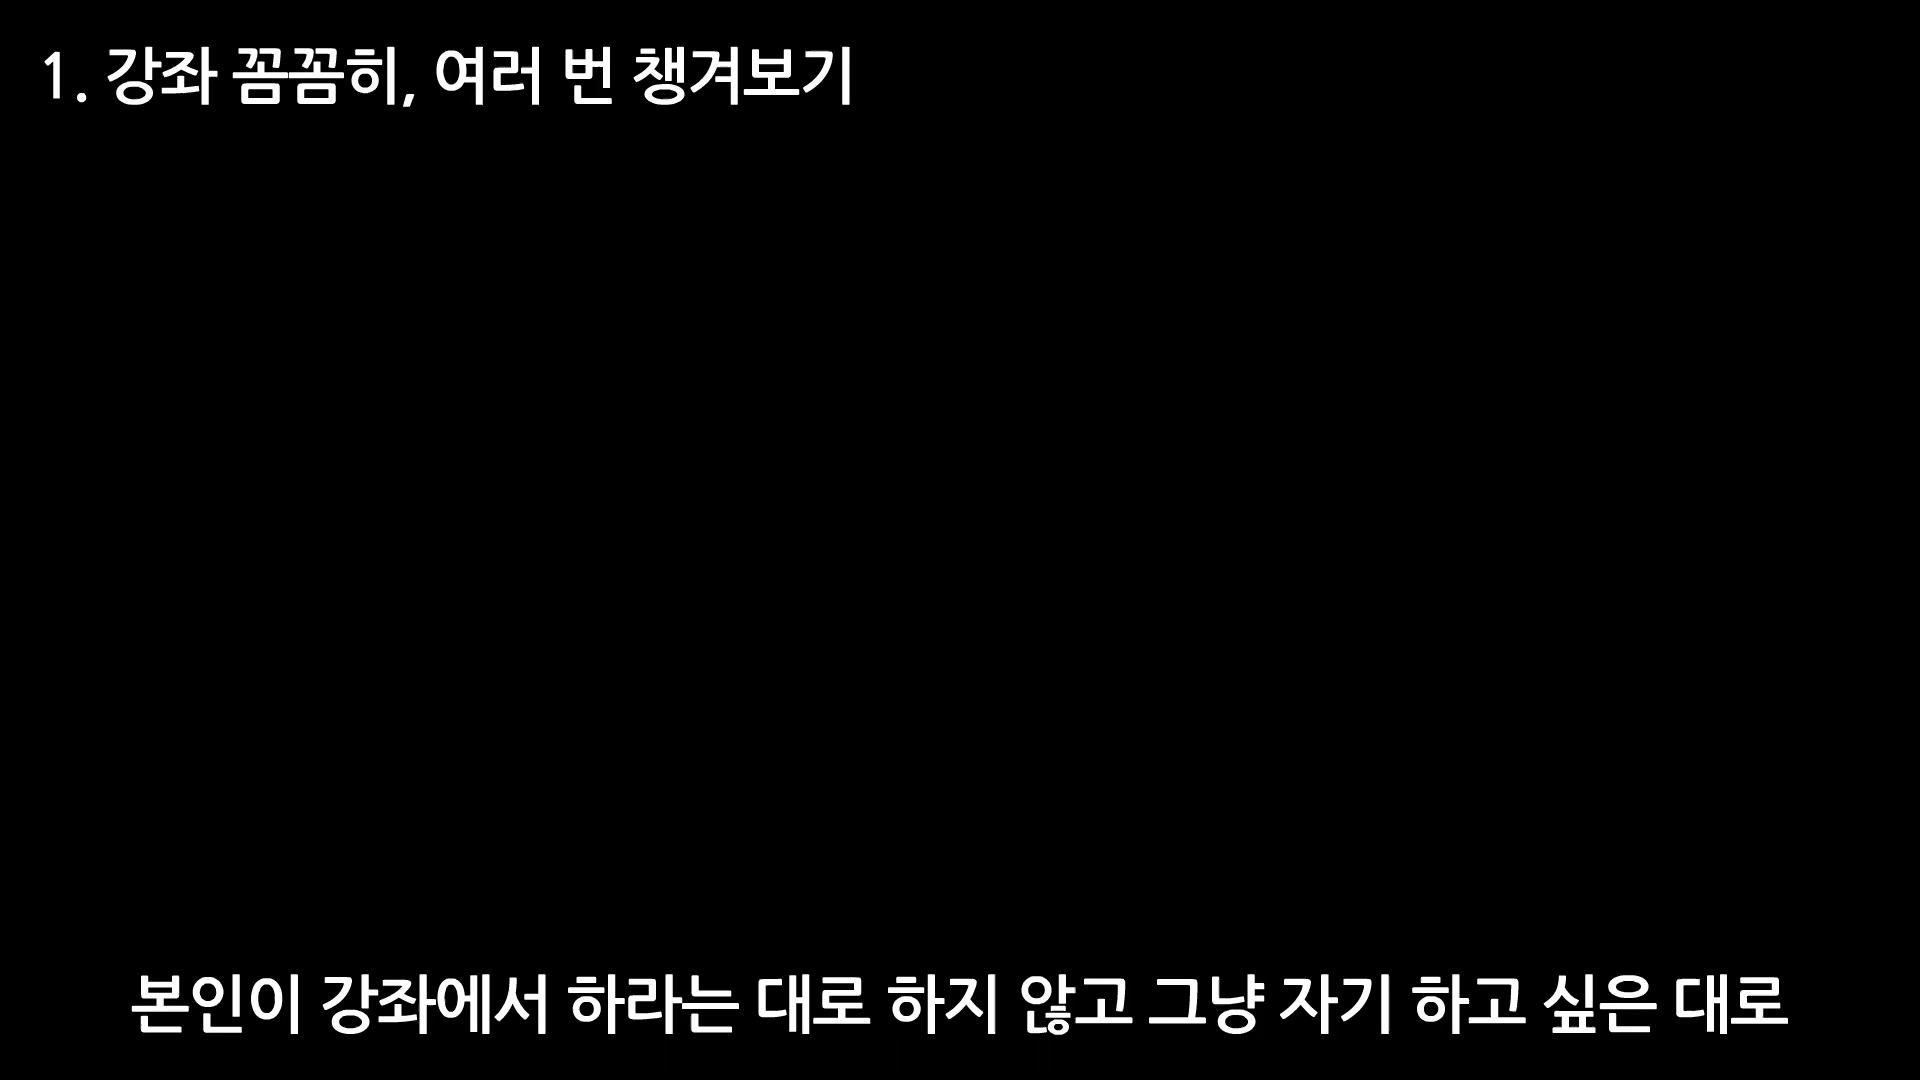 1. 강좌 꼼꼼히, 여러 번 챙겨보기
본인이 강좌에서 하라는 대로 하지 않고 그냥 자기 하고 싶은 대로